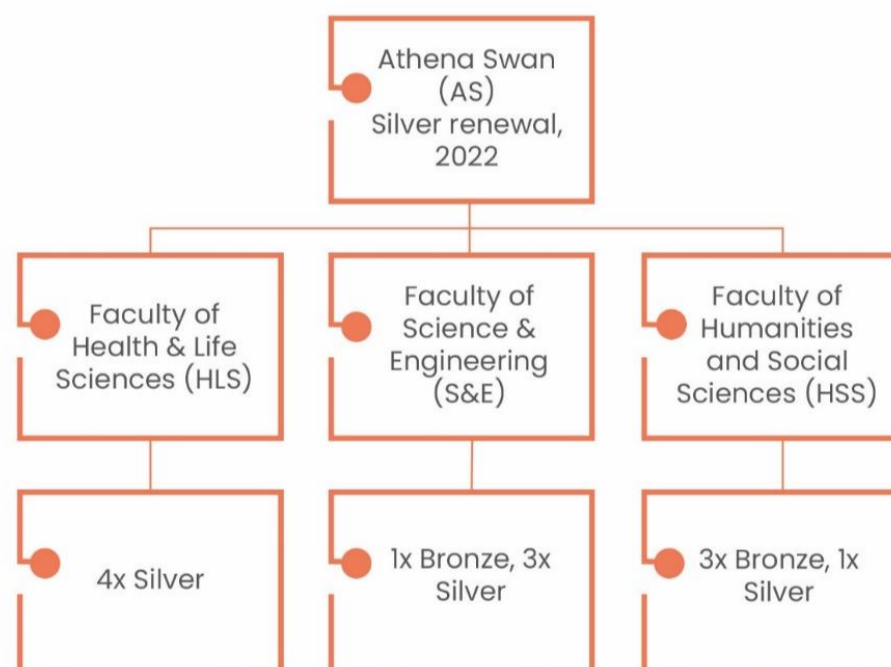 Athena Swan
(AS)
Silver renewal,
2022
Faculty of
Health & Life
Sciences (HLS)
Faculty of
Science &
Engineering
(S&E)
Faculty of
Humanities
and Social
Sciences (HSS)
4x Silver
1x Bronze, 3x
Silver
3x Bronze, 1x
Silver